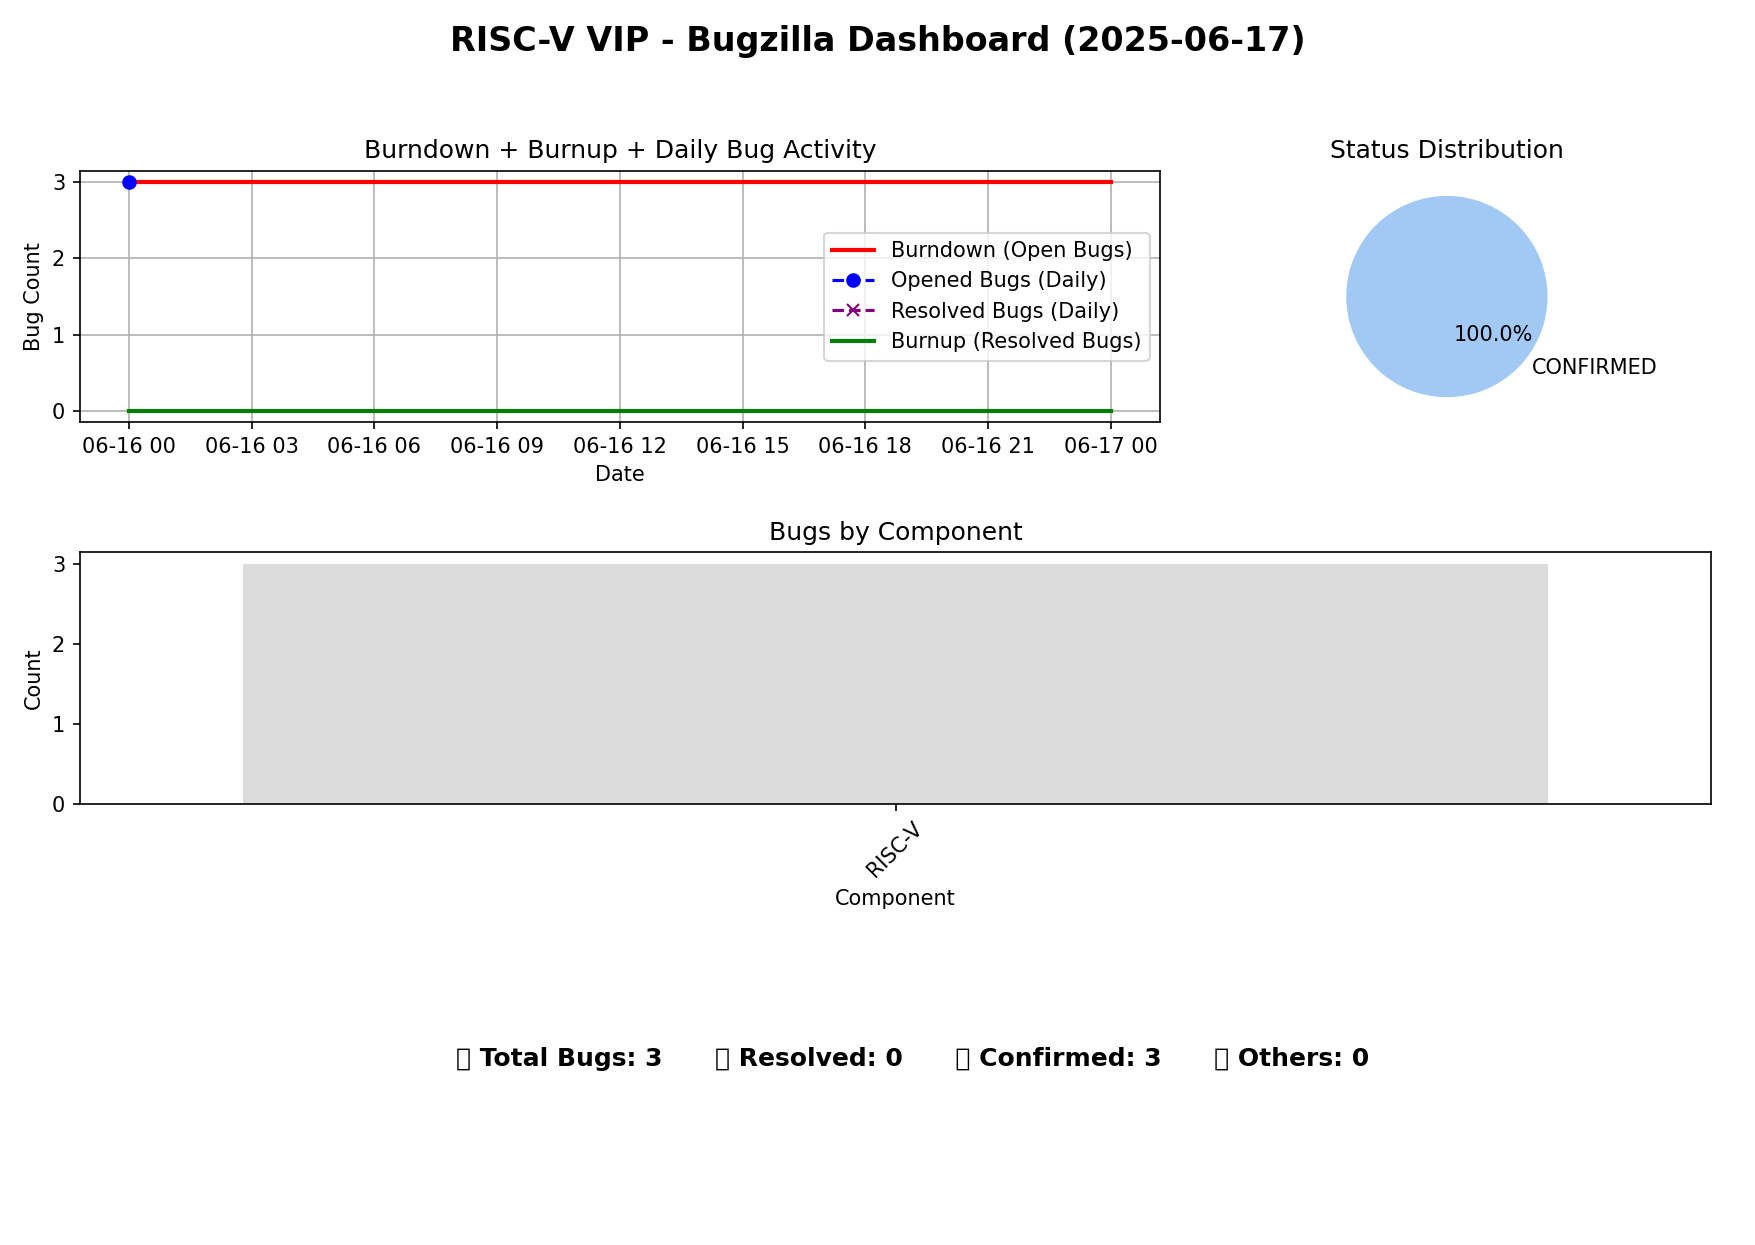 RISC-V VIP - Bugzilla Dashboard (2025-06-17)
Burndown + Burnup + Daily Bug Activity
Bug Count
3
2
1
0
Burndown (Open Bugs)
Opened Bugs (Daily)
Resolved Bugs (Daily)
Burnup (Resolved Bugs)
06-16 00 06-16 03 06-16 06 06-16 09 06-16 12 06-16 15 06-16 18 06-16 21 06-17 00
Date
Status Distribution
100.0%
CONFIRMED
Bugs by Component
Count
3
2
1
0
RISC-V
Component
Total Bugs: 3 Resolved: 0 Confirmed: 3 Others: 0